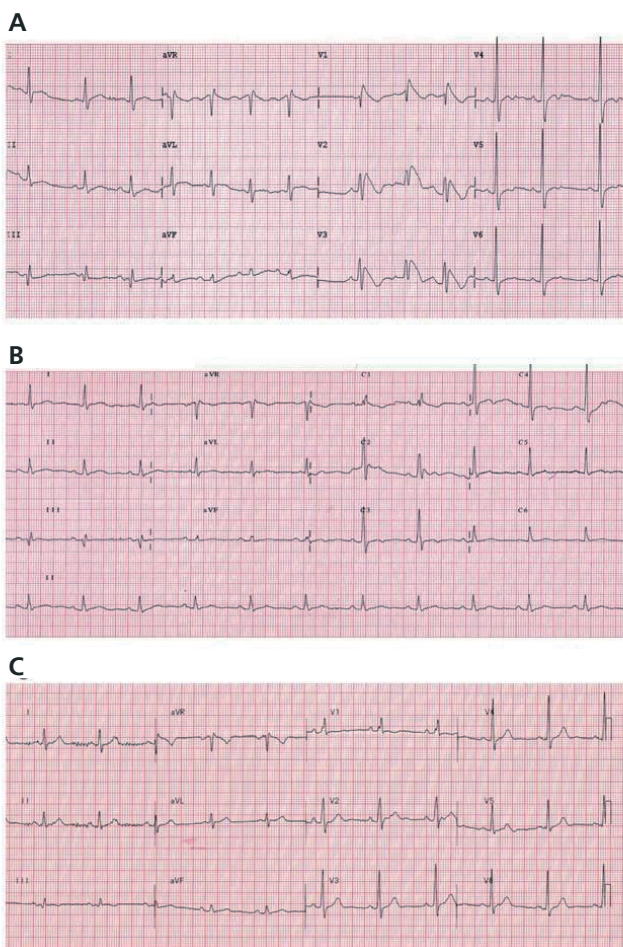 A
aVR V1 V4
II aVL V2 V5
III aVF V3 V6
B
I aVR C4
II aVL C2 C5
III aVF C3 C6
II
C
I aVR V1 V4
II aVL V2 V5
III aVF V3 V6